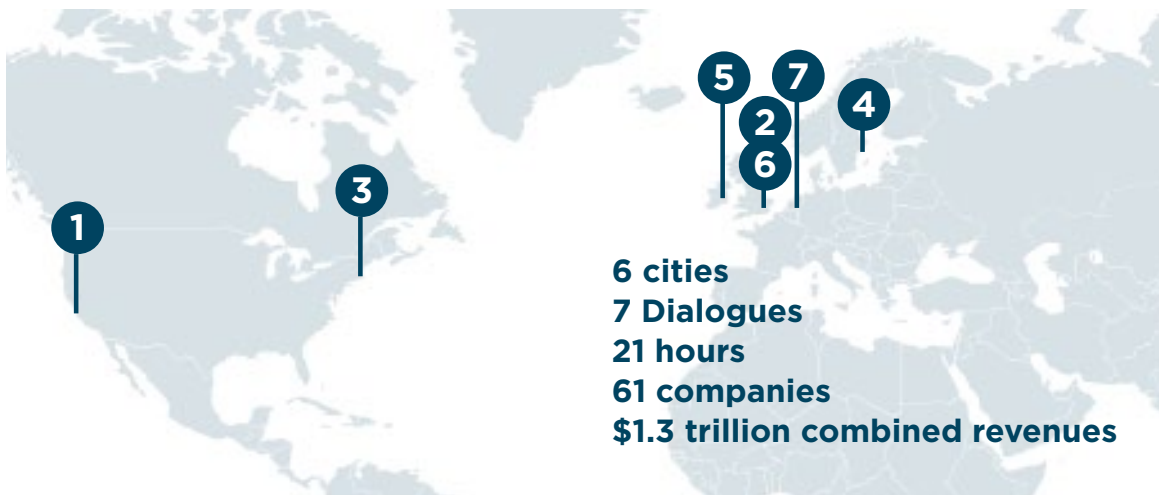 5
7
4
2
6
3
1
6 cities
7 Dialogues
21 hours
61 companies
$1.3 trillion combined revenues